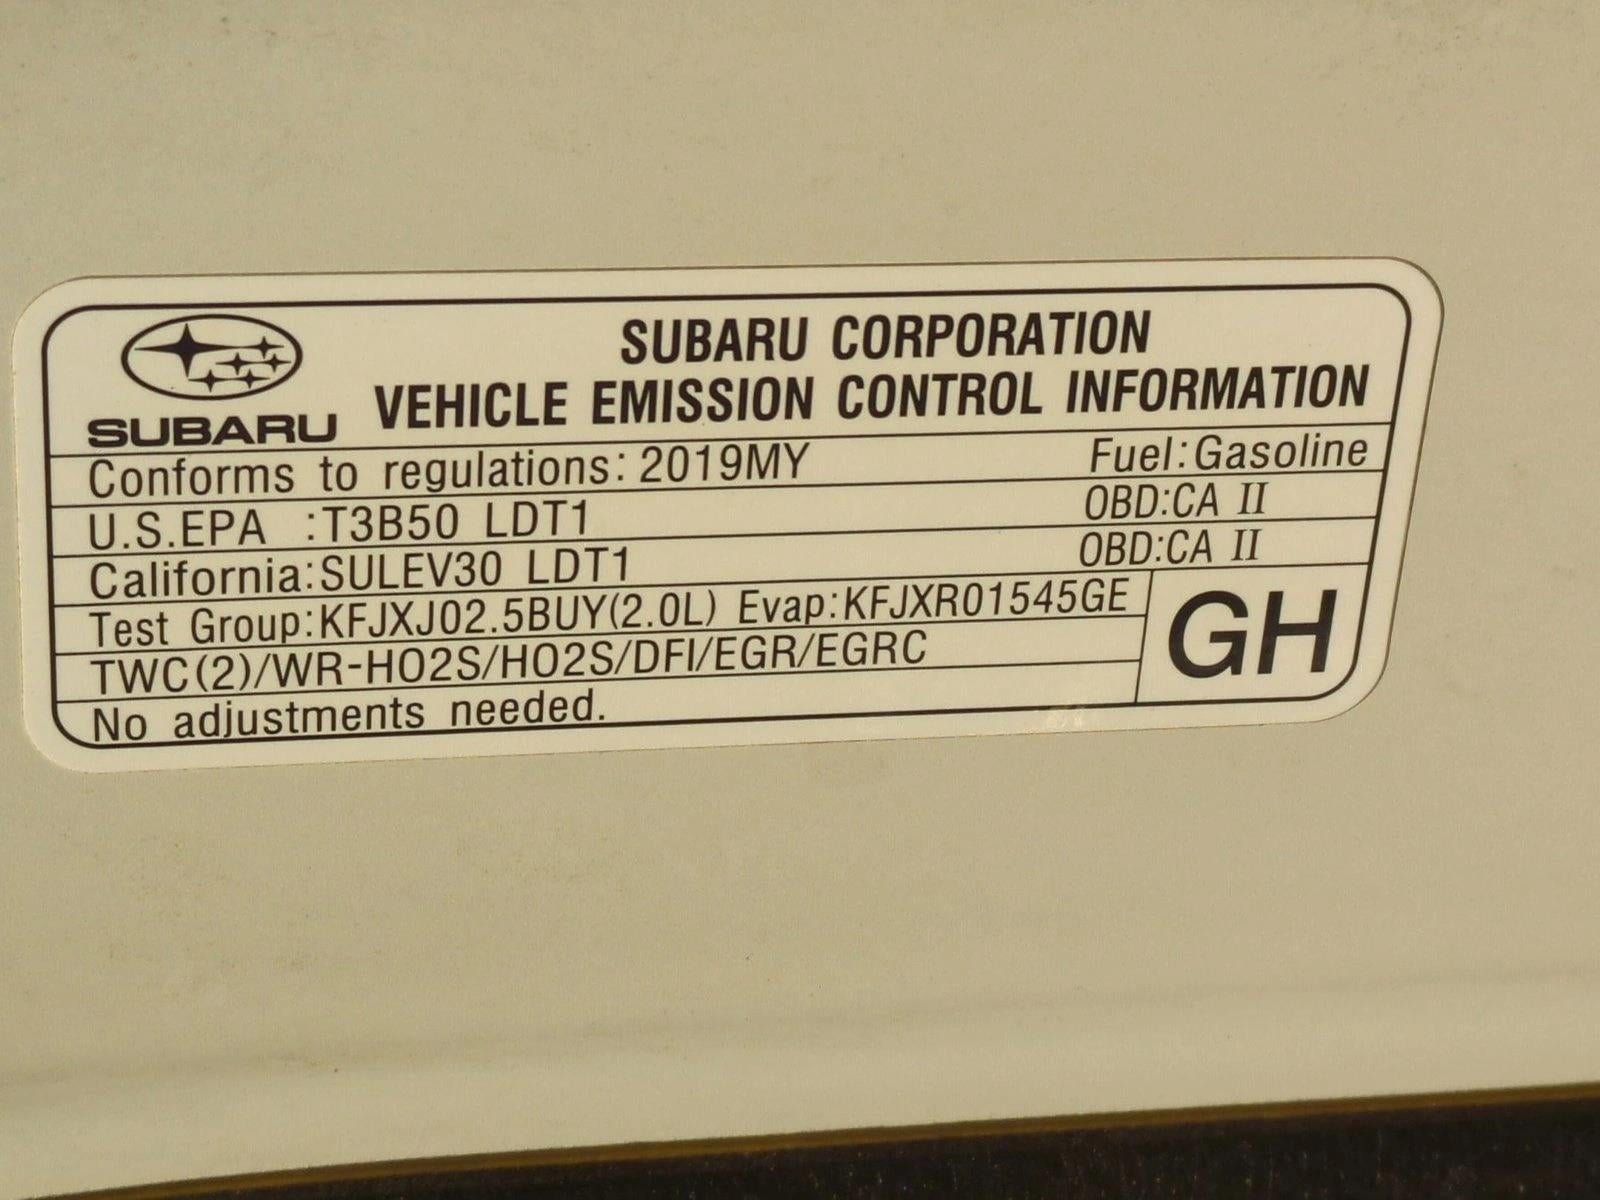 SUBARU CORPORATION
SUBARU VEHICLE EMISSION CONTROL INFORMATION
Conforms to regulations: 2019MY Fuel:Gasoline
U.S.EPA :T3B50 LDT1 OBD:CA II
California:SULEV30 LDT1 OBD:CA II
Test Group:KFJXJ02.5BUY(2.0L) Evap:KFJXR01545GE
TWC(2)/WR-HO2S/HO2S/DFI/EGR/EGRC
GH
No adjustments needed.